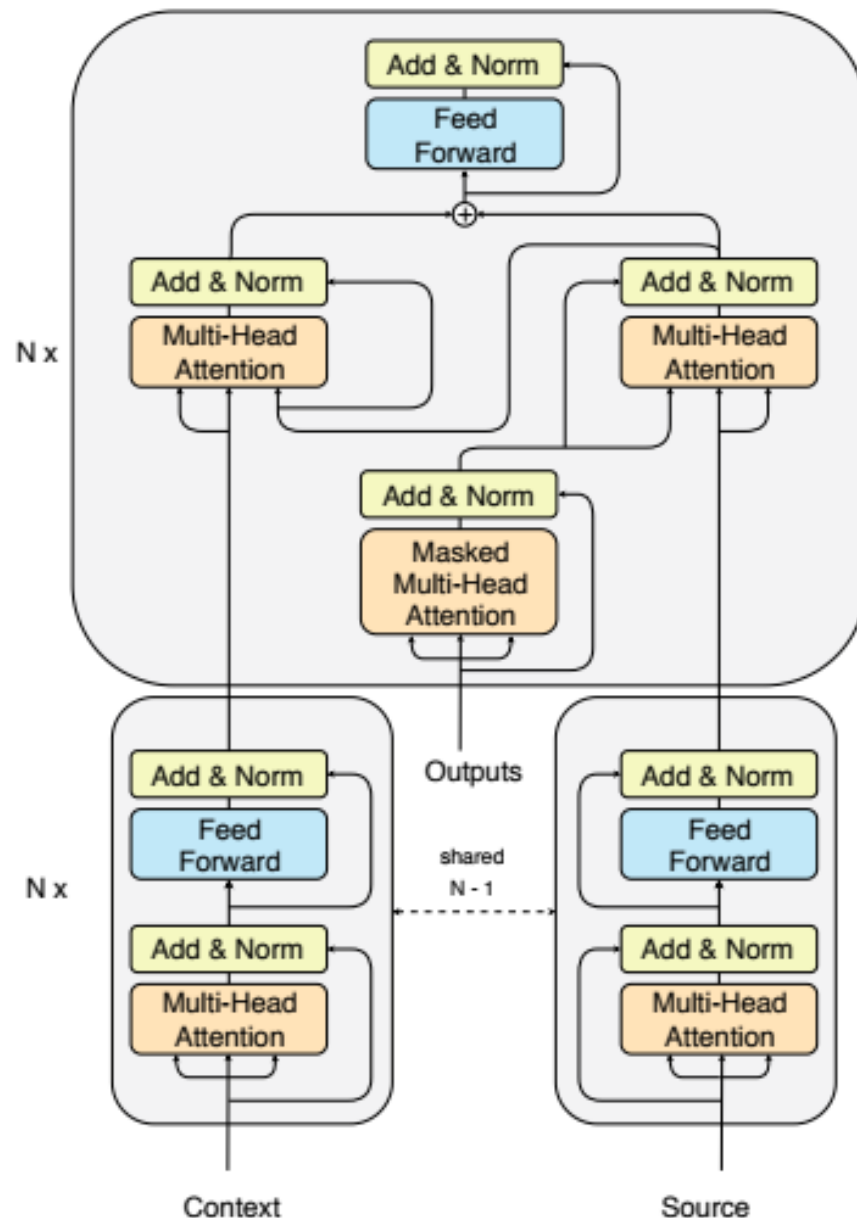 Add & Norm
Feed
Forward
+
Add & Norm
Multi-Head
Attention
Add & Norm
Multi-Head
Attention
N x
Add & Norm
Masked
Multi-Head
Attention
Outputs
Add & Norm
Feed
Forward
Add & Norm
Multi-Head
Attention
N x
shared
N - 1
Add & Norm
Feed
Forward
Add & Norm
Multi-Head
Attention
Context
Source